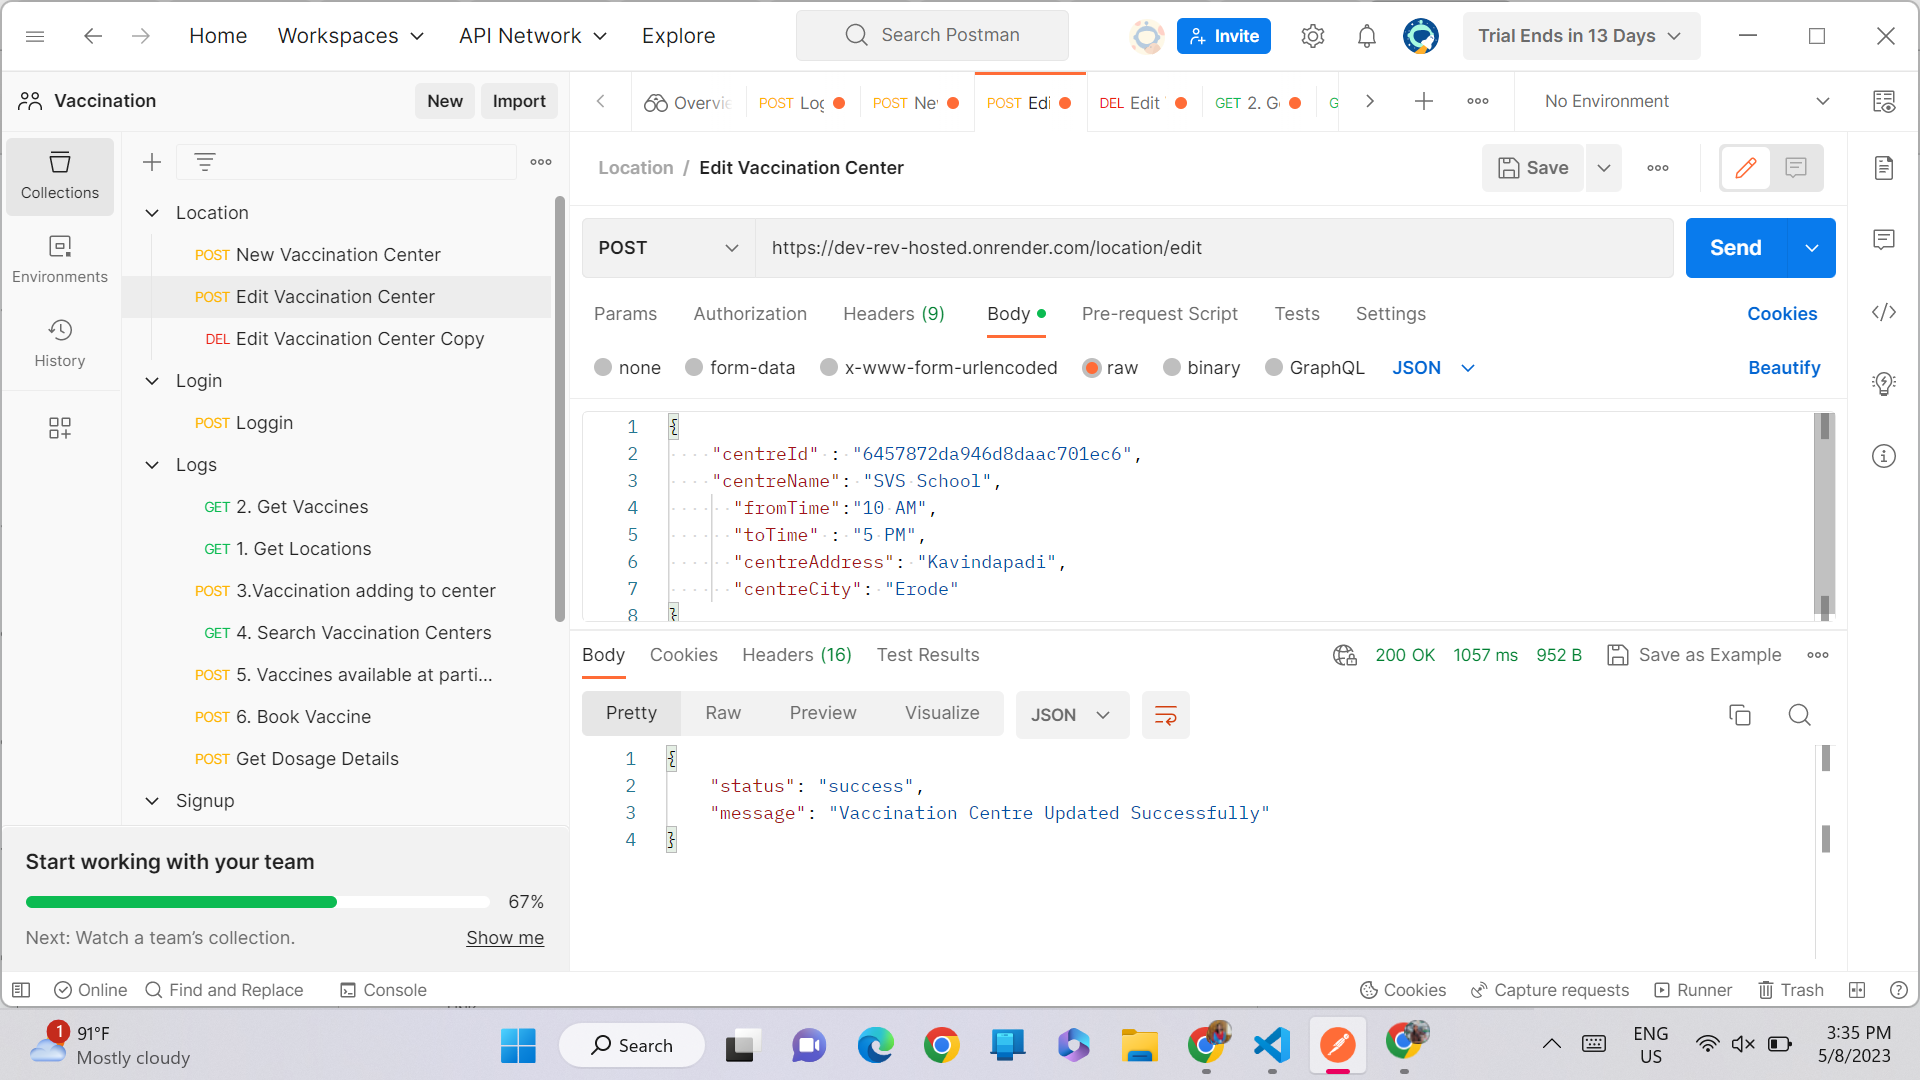 Home Workspaces API Network Explore Search Postman Invite Trial Ends in 13 Days
Vaccination New Import
Overvie POST Log POST Ne POST Edi DEL Edit GET 2. G No Environment
Collections
Environments
History
Location
POST New Vaccination Center
POST Edit Vaccination Center
DEL Edit Vaccination Center Copy
Login
POST Loggin
Logs
GET 2. Get Vaccines
GET 1. Get Locations
POST 3.Vaccination adding to center
GET 4. Search Vaccination Centers
POST 5. Vaccines available at parti...
POST 6. Book Vaccine
POST Get Dosage Details
Signup
Start working with your team
67%
Next: Watch a team's collection. Show me
Location / Edit Vaccination Center Save
POST https://dev-rev-hosted.onrender.com/location/edit Send
Params Authorization Headers (9) Body Pre-request Script Tests Settings Cookies
none form-data x-www-form-urlencoded raw binary GraphQL JSON Beautify
1 {
2 "centreId" : "6457872da946d8daac701ec6",
3 "centreName": "SVS School",
4 "fromTime":"10 AM",
5 "toTime" : "5 PM",
6 "centreAddress": "Kavindapadi",
7 "centreCity": "Erode"
8 }
Body Cookies Headers (16) Test Results 200 OK 1057 ms 952 B Save as Example
Pretty Raw Preview Visualize JSON
1 {
2 "status": "success",
3 "message": "Vaccination Centre Updated Successfully"
4 }
Online Find and Replace Console Cookies Capture requests Runner Trash
1 91°F
Mostly cloudy
Search
ENG
US
3:35 PM
5/8/2023